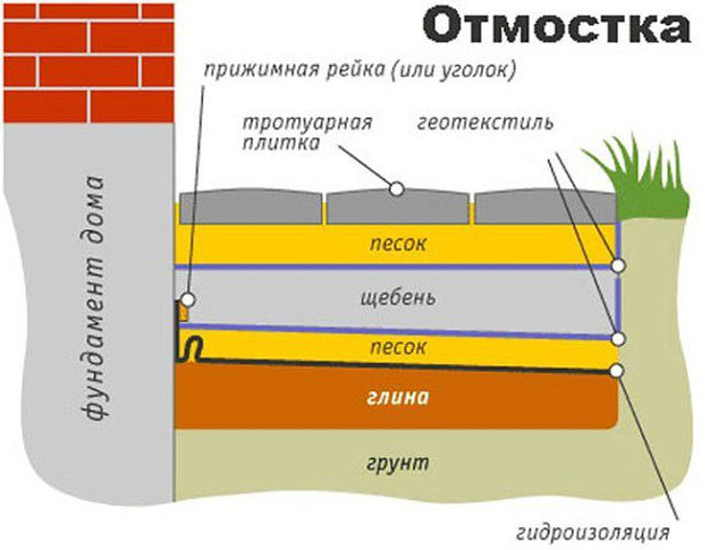 Отмостка
прижимная рейка (или уголок)
тротуарная
плитка
геотекстиль
песок
щебень
песок
глина
грунт
гидроизоляция
фундамент дома